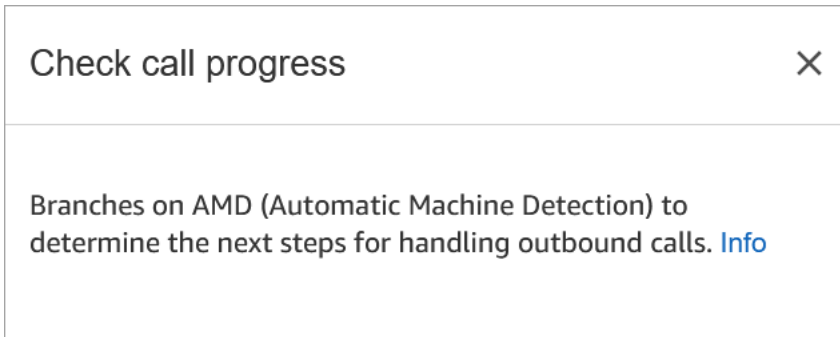 Check call progress
Branches on AMD (Automatic Machine Detection) to
determine the next steps for handling outbound calls. Info